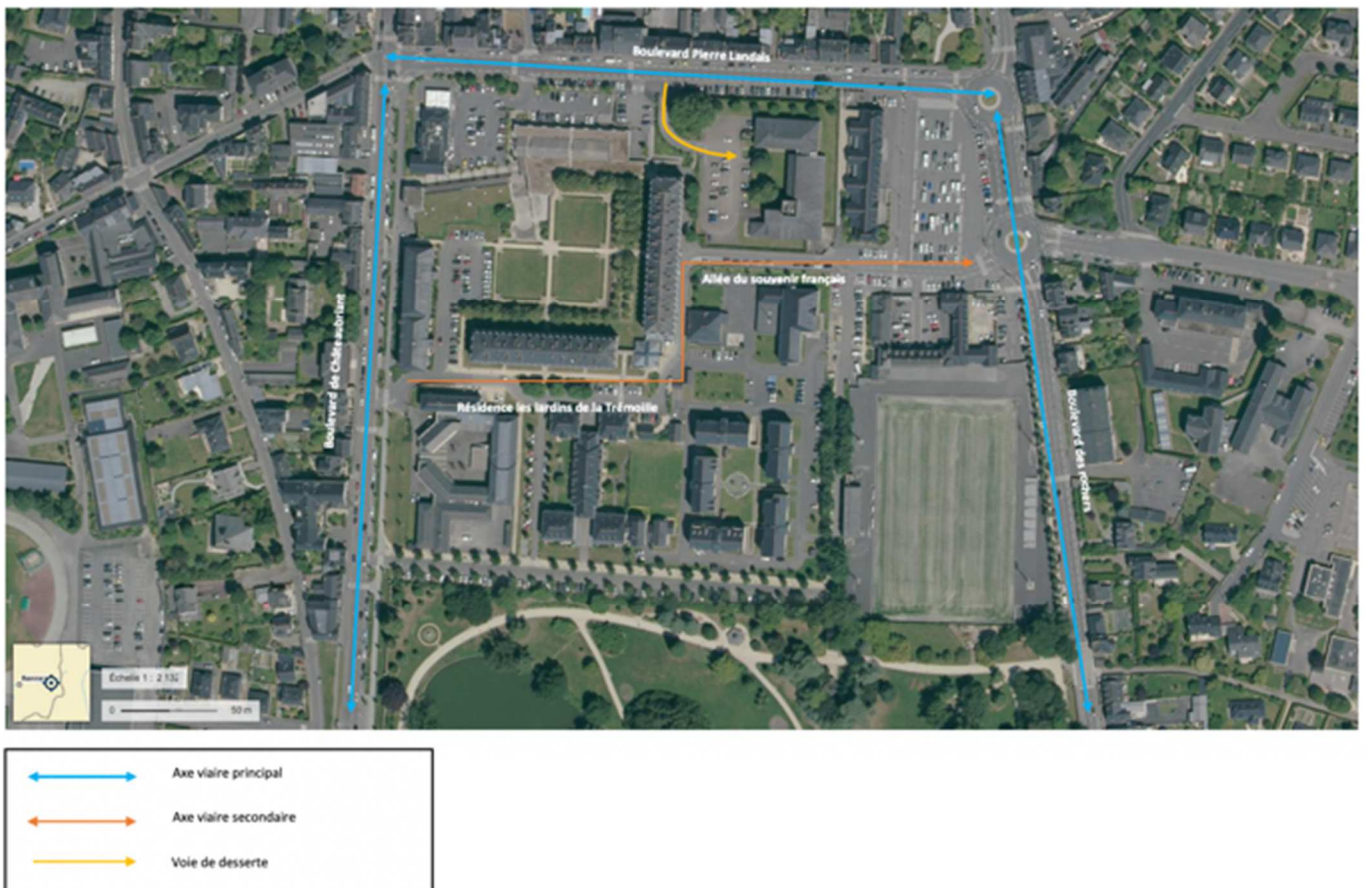 Boulevard Pierre Landais
Allée du souvenir français
Boulevard de Châteaubriant
Résidence les Jardins de la Trémoille
Boulevard des rochers
Rennes
Échelle 1 : 2 132
0 50 m
Axe viaire principal
Axe viaire secondaire
Voie de desserte